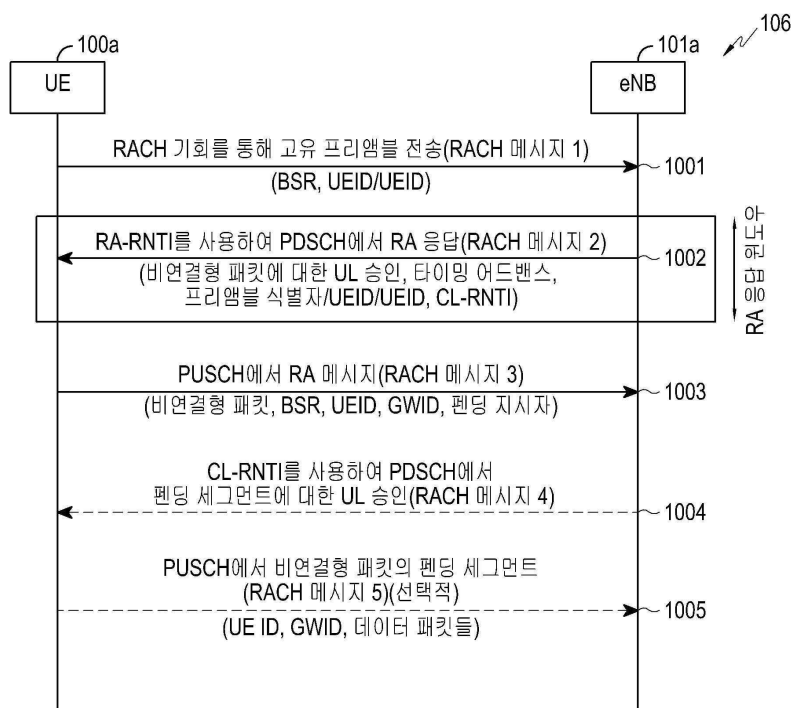 106
100a
101a
UE
eNB
RACH 기회를 통해 고유 프리앰블 전송(RACH 메시지 1)
(BSR, UEID/UEID)
1001
RA-RNTI를 사용하여 PDSCH에서 RA 응답(RACH 메시지 2)
(비연결형 패킷에 대한 UL 승인, 타이밍 어드밴스,
프리앰블 식별자/UEID/UEID, CL-RNTI)
1002
RA 응답 윈도우
PUSCH에서 RA 메시지(RACH 메시지 3)
(비연결형 패킷, BSR, UEID, GWID, 펜딩 지시자)
1003
CL-RNTI를 사용하여 PDSCH에서
펜딩 세그먼트에 대한 UL 승인(RACH 메시지 4)
1004
PUSCH에서 비연결형 패킷의 펜딩 세그먼트
(RACH 메시지 5)(선택적)
(UE ID, GWID, 데이터 패킷들)
1005